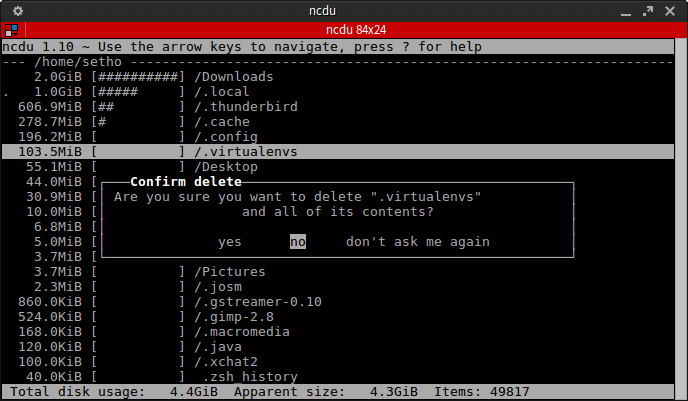 ncdu
ncdu 84x24
ncdu 1.10 ~ Use the arrow keys to navigate, press ? for help
--- /home/setho ----------------------------------------------------------------
    2.0GiB [##########] /Downloads
.   1.0GiB [#####     ] /.local
  606.9MiB [##        ] /.thunderbird
  278.7MiB [#         ] /.cache
  196.2MiB [          ] /.config
  103.5MiB [          ] /.virtualenvs
   55.1MiB [          ] /Desktop
   44.0MiB [ Confirm delete
   30.9MiB [ Are you sure you want to delete ".virtualenvs"
   10.0MiB [ and all of its contents?
    6.8MiB [
    5.0MiB [ yes no don't ask me again
    3.7MiB [
    3.7MiB [          ] /Pictures
    2.3MiB [          ] /.josm
  860.0KiB [          ] /.gstreamer-0.10
  524.0KiB [          ] /.gimp-2.8
  168.0KiB [          ] /.macromedia
  120.0KiB [          ] /.java
  100.0KiB [          ] /.xchat2
   40.0KiB [          ]  .zsh_history
Total disk usage:   4.4GiB  Apparent size:   4.3GiB  Items: 49817